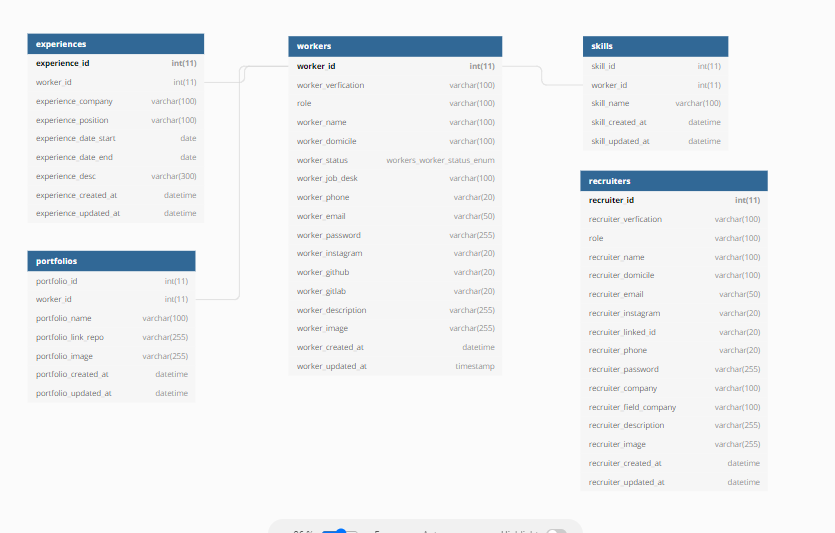 experiences
experience_id int(11)
worker_id int(11)
experience_company varchar(100)
experience_position varchar(100)
experience_date_start date
experience_date_end date
experience_desc varchar(300)
experience_created_at datetime
experience_updated_at datetime
portfolios
portfolio_id int(11)
worker_id int(11)
portfolio_name varchar(100)
portfolio_link_repo varchar(255)
portfolio_image varchar(255)
portfolio_created_at datetime
portfolio_updated_at datetime
workers
worker_id int(11)
worker_verfication varchar(100)
role varchar(100)
worker_name varchar(100)
worker_domicile varchar(100)
worker_status workers_worker_status_enum
worker_job_desk varchar(100)
worker_phone varchar(20)
worker_email varchar(50)
worker_password varchar(255)
worker_instagram varchar(20)
worker_github varchar(20)
worker_gitlab varchar(20)
worker_description varchar(255)
worker_image varchar(255)
worker_created_at datetime
worker_updated_at timestamp
skills
skill_id int(11)
worker_id int(11)
skill_name varchar(100)
skill_created_at datetime
skill_updated_at datetime
recruiters
recruiter_id int(11)
recruiter_verfication varchar(100)
role varchar(100)
recruiter_name varchar(100)
recruiter_domicile varchar(100)
recruiter_email varchar(50)
recruiter_instagram varchar(20)
recruiter_linked_id varchar(20)
recruiter_phone varchar(20)
recruiter_password varchar(255)
recruiter_company varchar(100)
recruiter_field_company varchar(100)
recruiter_description varchar(255)
recruiter_image varchar(255)
recruiter_created_at datetime
recruiter_updated_at datetime